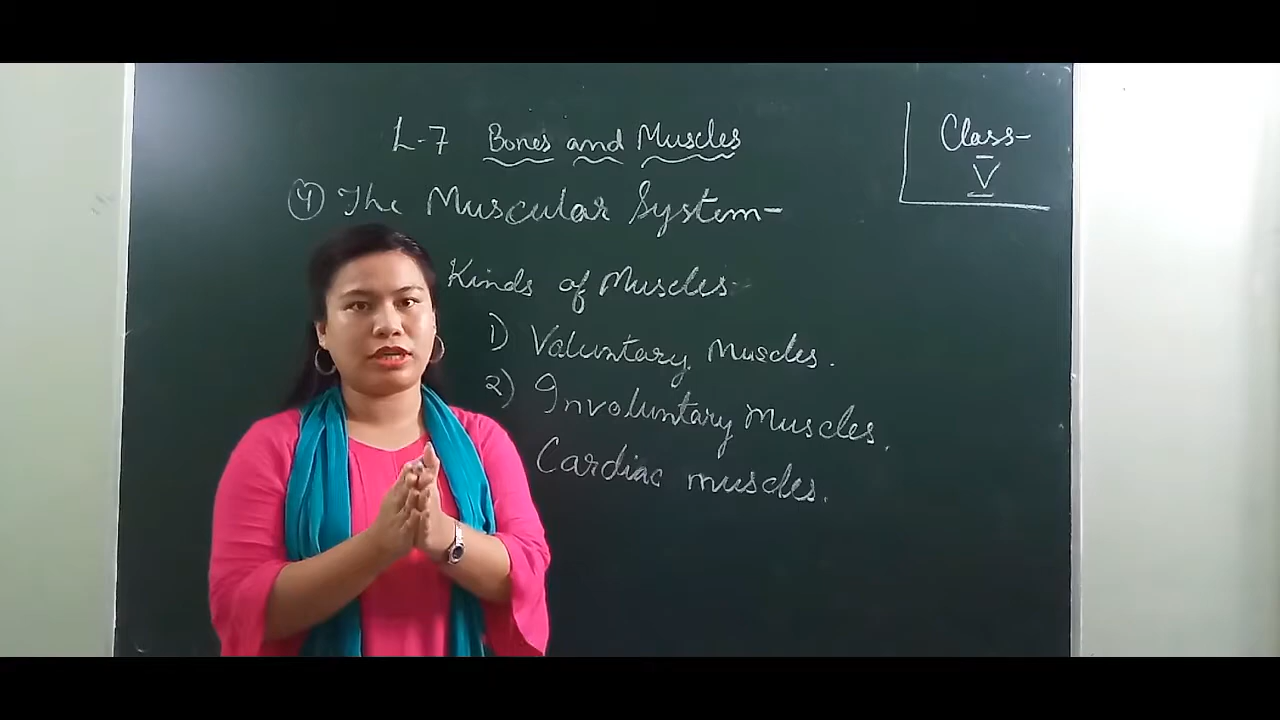 L-7 Bones and Muscles
Class-
V
4 The Muscular System-
Kinds of Muscles-
1) Voluntary Muscles.
2) Involuntary Muscles.
Cardiac muscles.